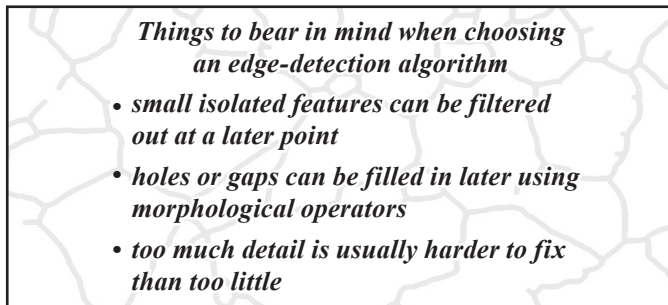 Things to bear in mind when choosing
an edge-detection algorithm
• small isolated features can be filtered
out at a later point
• holes or gaps can be filled in later using
morphological operators
• too much detail is usually harder to fix
than too little